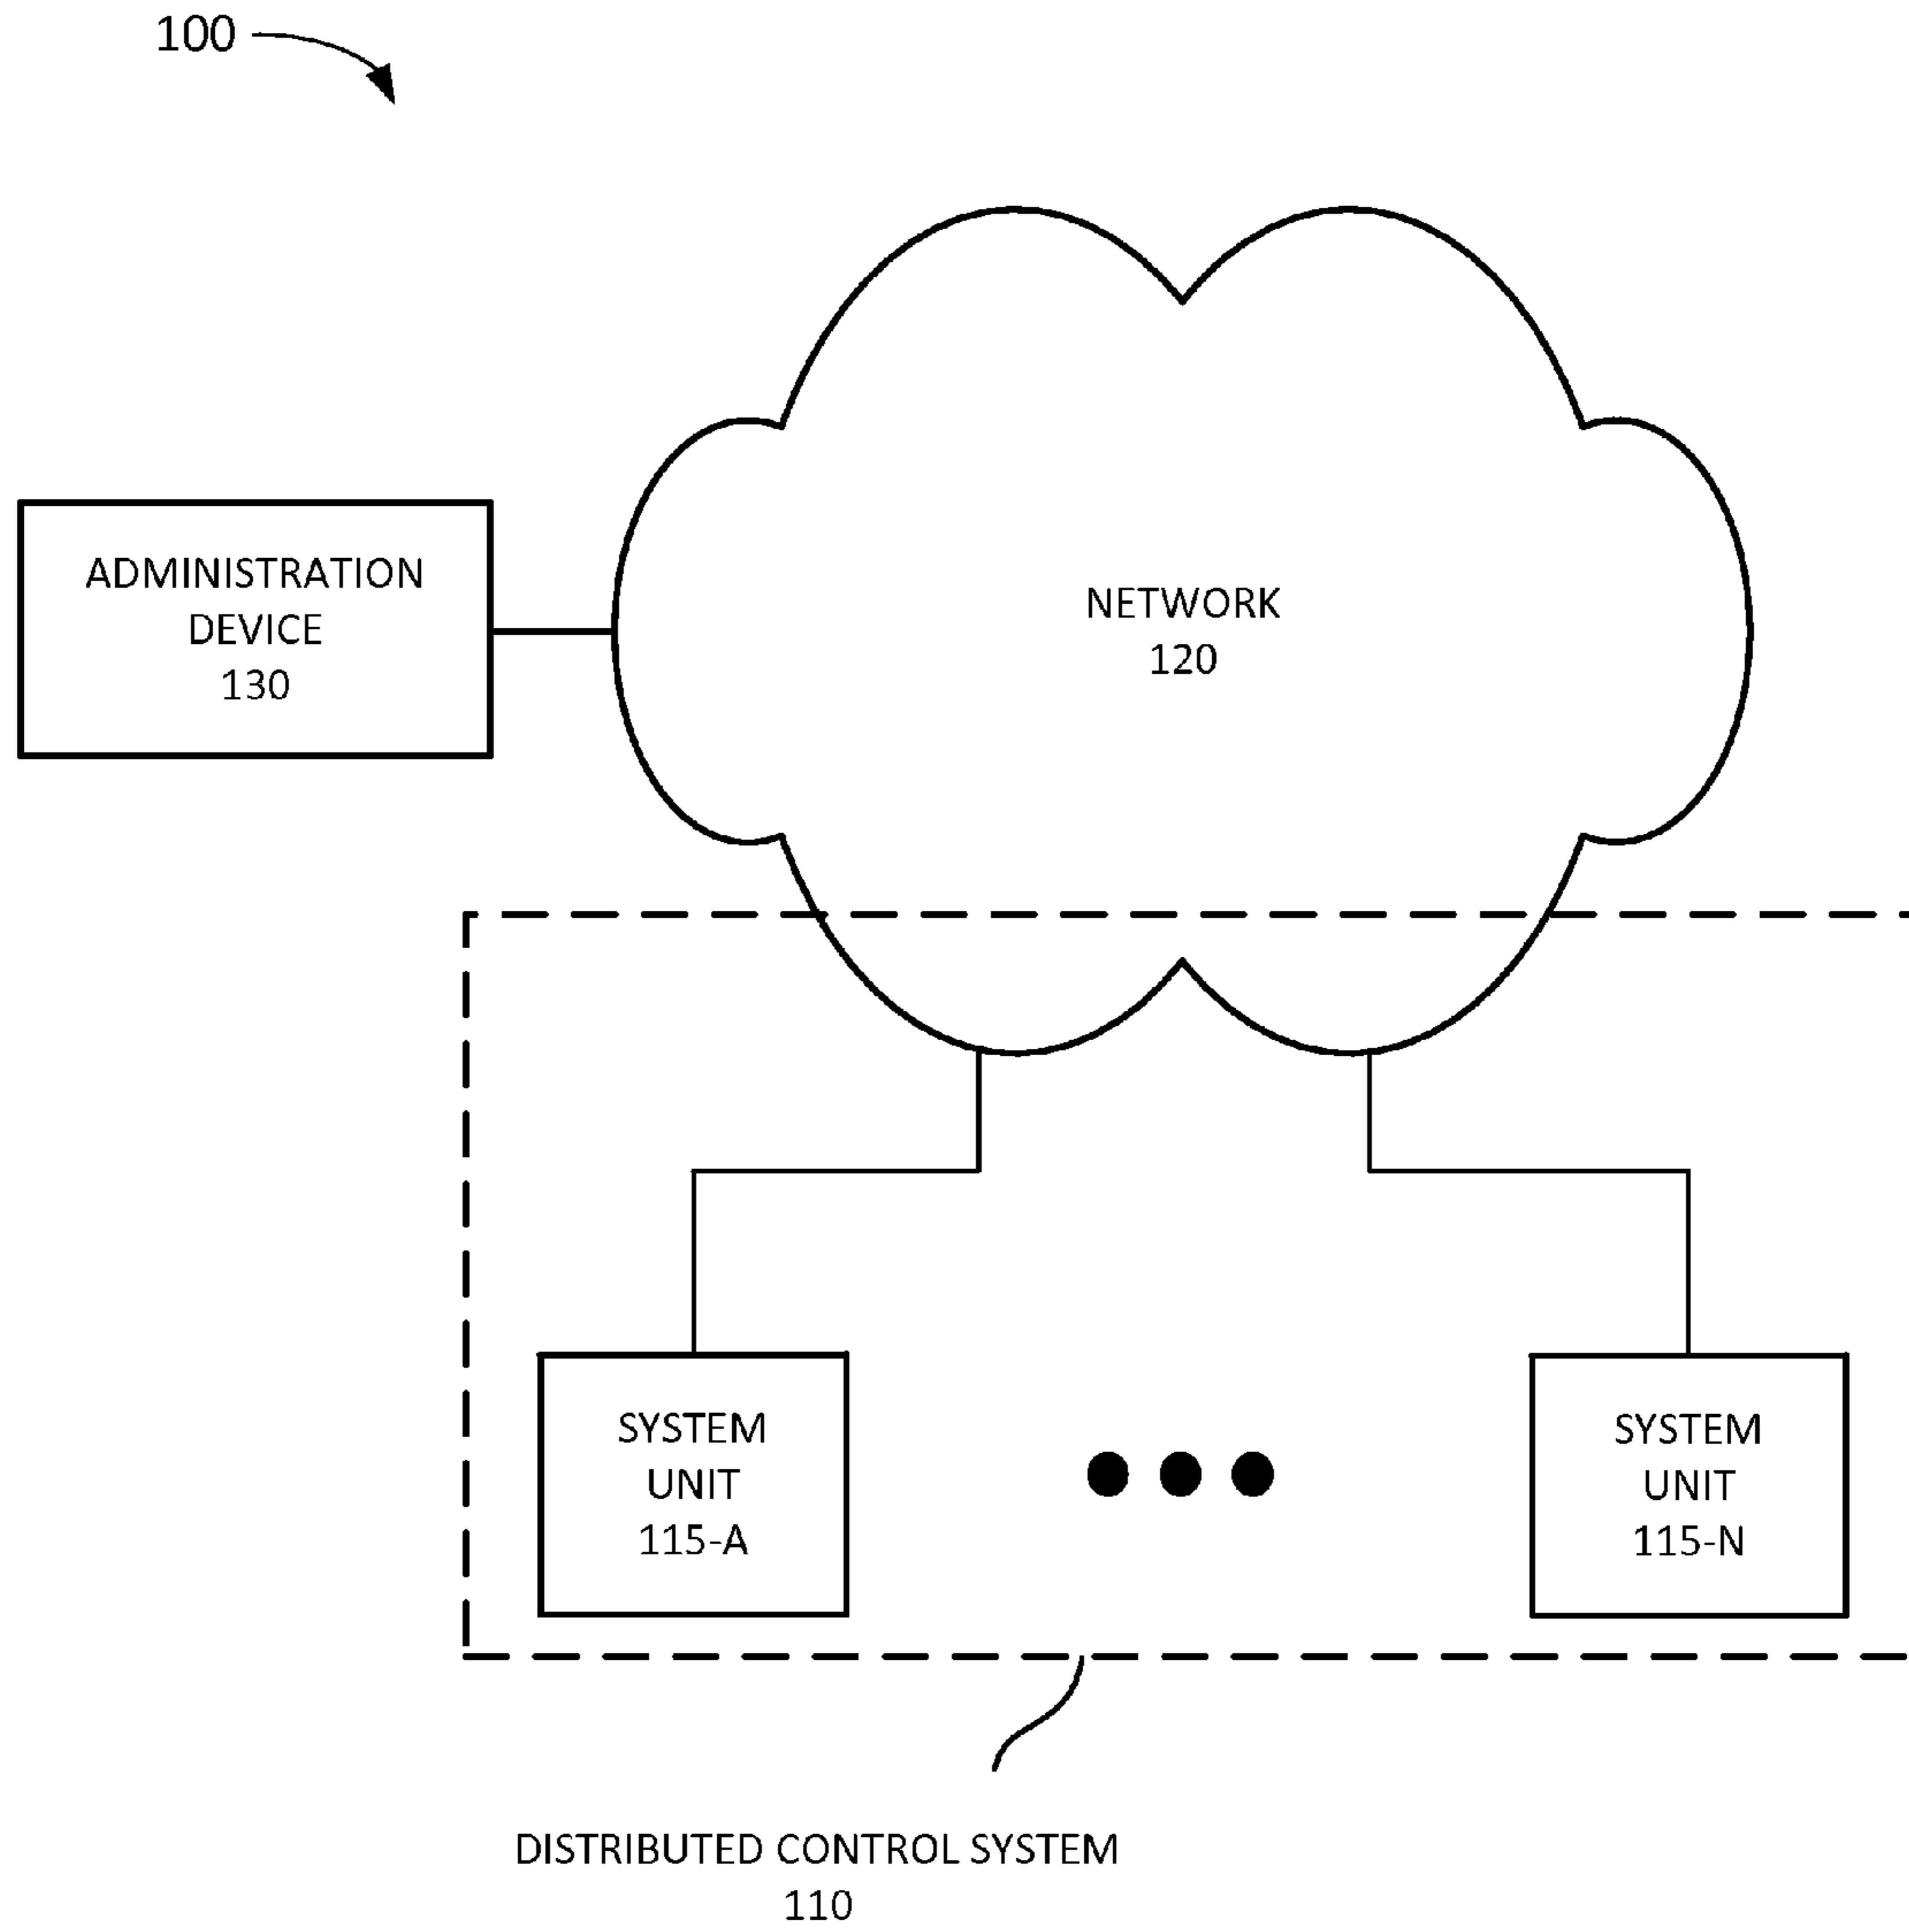 100
ADMINISTRATION
DEVICE
130
NETWORK
120
SYSTEM
UNIT
115-A
SYSTEM
UNIT
115-N
DISTRIBUTED CONTROL SYSTEM
110